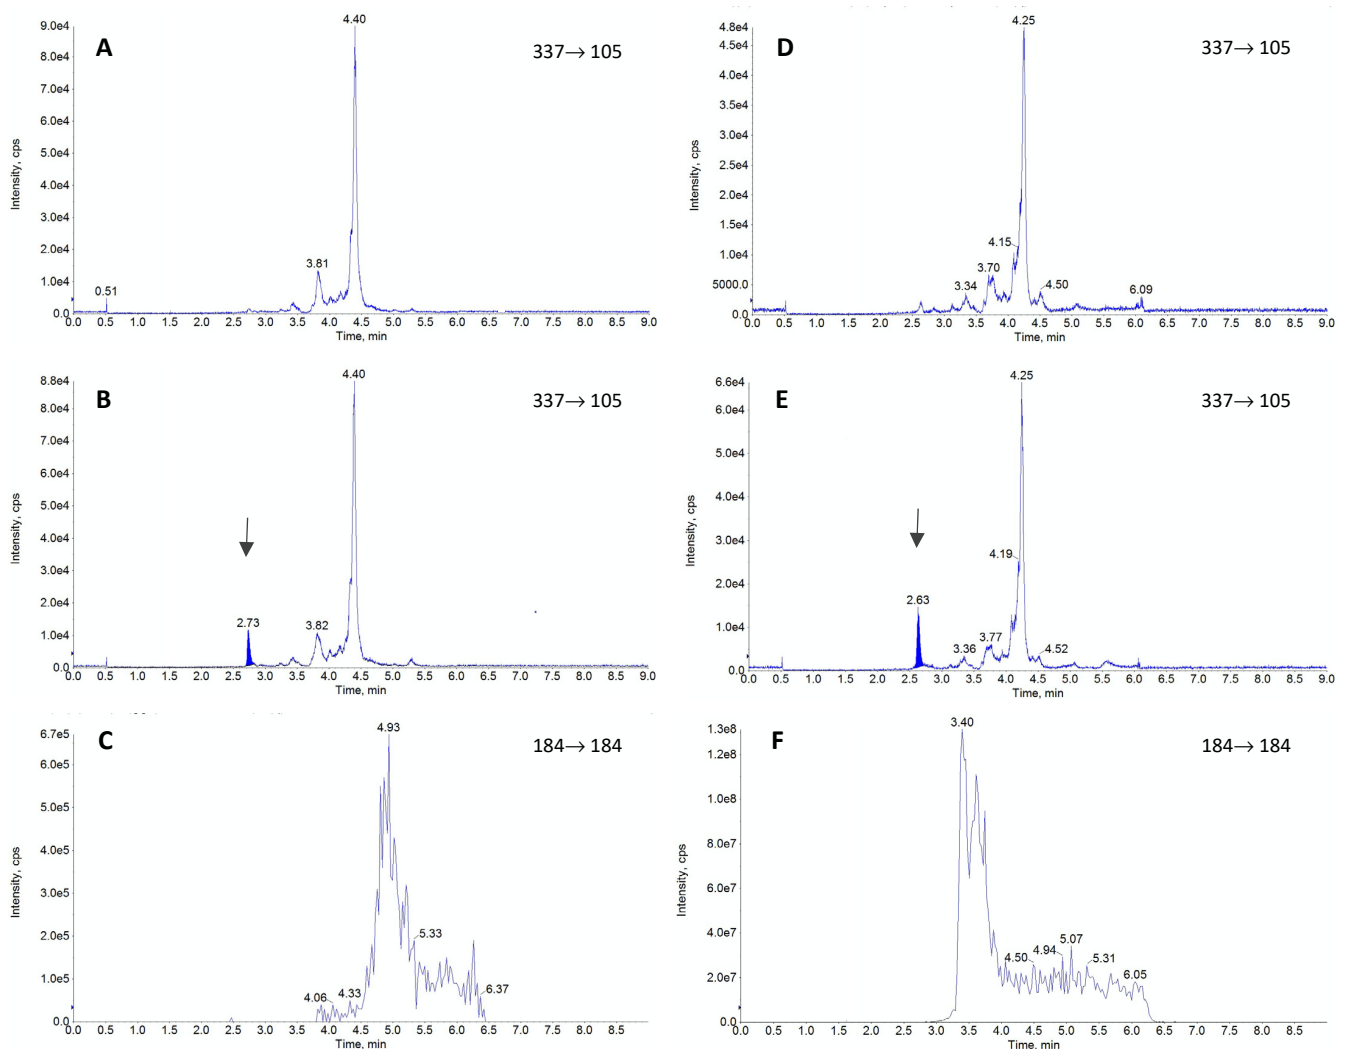 A
337→ 105
4.40
3.81
0.51
9.0e4
8.0e4
7.0e4
6.0e4
5.0e4
4.0e4
3.0e4
2.0e4
1.0e4
0.0
Intensity, cps
0.0 0.5 1.0 1.5 2.0 2.5 3.0 3.5 4.0 4.5 5.0 5.5 6.0 6.5 7.0 7.5 8.0 8.5 9.0
Time, min
D
337→ 105
4.25
4.15
3.70
3.34
4.50
6.09
4.8e4
4.5e4
4.0e4
3.5e4
3.0e4
2.5e4
2.0e4
1.5e4
1.0e4
5000.0
0.0
Intensity, cps
0.0 0.5 1.0 1.5 2.0 2.5 3.0 3.5 4.0 4.5 5.0 5.5 6.0 6.5 7.0 7.5 8.0 8.5 9.0
Time, min
B
337→ 105
4.40
2.73
3.82
8.8e4
8.0e4
7.0e4
6.0e4
5.0e4
4.0e4
3.0e4
2.0e4
1.0e4
0.0
Intensity, cps
0.0 0.5 1.0 1.5 2.0 2.5 3.0 3.5 4.0 4.5 5.0 5.5 6.0 6.5 7.0 7.5 8.0 8.5 9.0
Time, min
E
337→ 105
4.25
4.19
2.63
3.77
3.36
4.52
6.6e4
6.0e4
5.0e4
4.0e4
3.0e4
2.0e4
1.0e4
0.0
Intensity, cps
0.0 0.5 1.0 1.5 2.0 2.5 3.0 3.5 4.0 4.5 5.0 5.5 6.0 6.5 7.0 7.5 8.0 8.5 9.0
Time, min
C
184→ 184
4.93
5.33
4.06
4.33
6.37
6.7e5
6.0e5
5.0e5
4.0e5
3.0e5
2.0e5
1.0e5
0.0
Intensity, cps
0.0 0.5 1.0 1.5 2.0 2.5 3.0 3.5 4.0 4.5 5.0 5.5 6.0 6.5 7.0 7.5 8.0 8.5 9.0
Time, min
F
184→ 184
3.40
4.50
4.94
5.07
5.31
6.05
1.3e8
1.2e8
1.0e8
8.0e7
6.0e7
4.0e7
2.0e7
0.0
Intensity, cps
0.0 0.5 1.0 1.5 2.0 2.5 3.0 3.5 4.0 4.5 5.0 5.5 6.0 6.5 7.0 7.5 8.0 8.5
Time, min